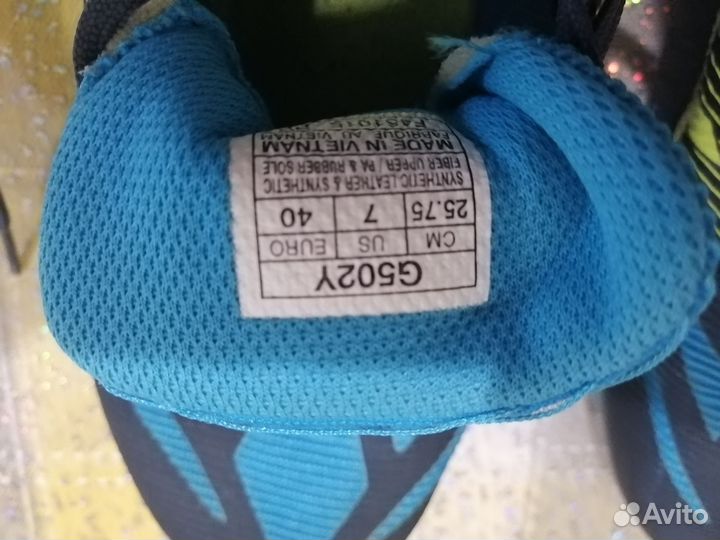 G502Y
CM US EURO
25.75 7 40
SYNTHETIC LEATHER & SYNTHETIC
FIBER UPPER / PA & RUBBER SOLE
MADE IN VIETNAM
FABRIQUE AU VIETNAM
Avito